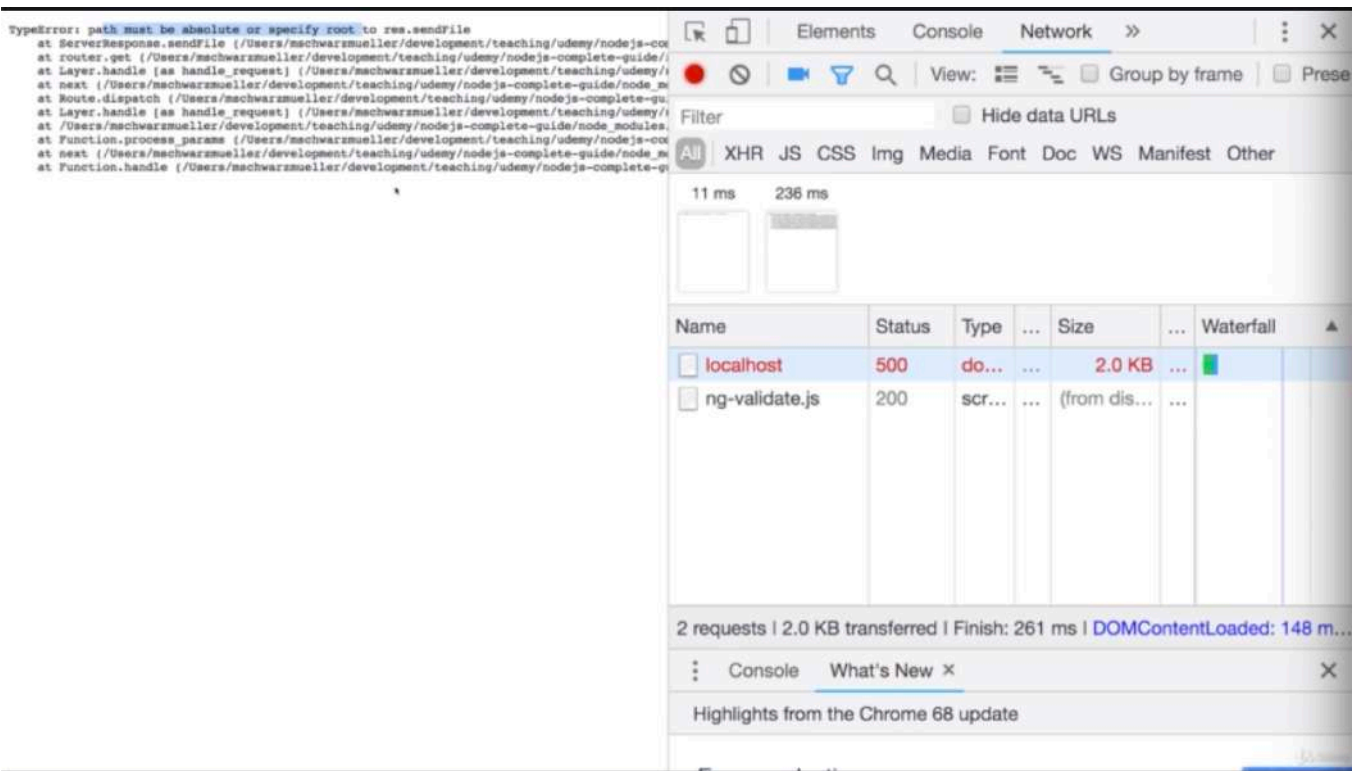 TypeError: path must be absolute or specify root to res.sendFile
at ServerResponse.sendFile (/Users/mschwarzmueller/development/teaching/udemy/nodejs-com
at router.get (/Users/mschwarzmueller/development/teaching/udemy/nodejs-complete-guide/
at Layer.handle [as handle_request] (/Users/mschwarzmueller/development/teaching/udemy/
at next (/Users/mschwarzmueller/development/teaching/udemy/nodejs-complete-guide/node_m
at Route.dispatch (/Users/mschwarzmueller/development/teaching/udemy/nodejs-complete-gu
at Layer.handle [as handle_request] (/Users/mschwarzmueller/development/teaching/udemy/
at /Users/mschwarzmueller/development/teaching/udemy/nodejs-complete-guide/node_modules
at Function.process_params (/Users/mschwarzmueller/development/teaching/udemy/nodejs-com
at next (/Users/mschwarzmueller/development/teaching/udemy/nodejs-complete-guide/node_m
at Function.handle (/Users/mschwarzmueller/development/teaching/udemy/nodejs-complete-gu
Elements Console Network »
View: Group by frame Prese
Filter Hide data URLs
All XHR JS CSS Img Media Font Doc WS Manifest Other
11 ms 236 ms
Name Status Type ... Size ... Waterfall
localhost 500 do... ... 2.0 KB ...
ng-validate.js 200 scr... ... (from dis... ...
2 requests | 2.0 KB transferred | Finish: 261 ms | DOMContentLoaded: 148 m...
Console What's New ×
Highlights from the Chrome 68 update